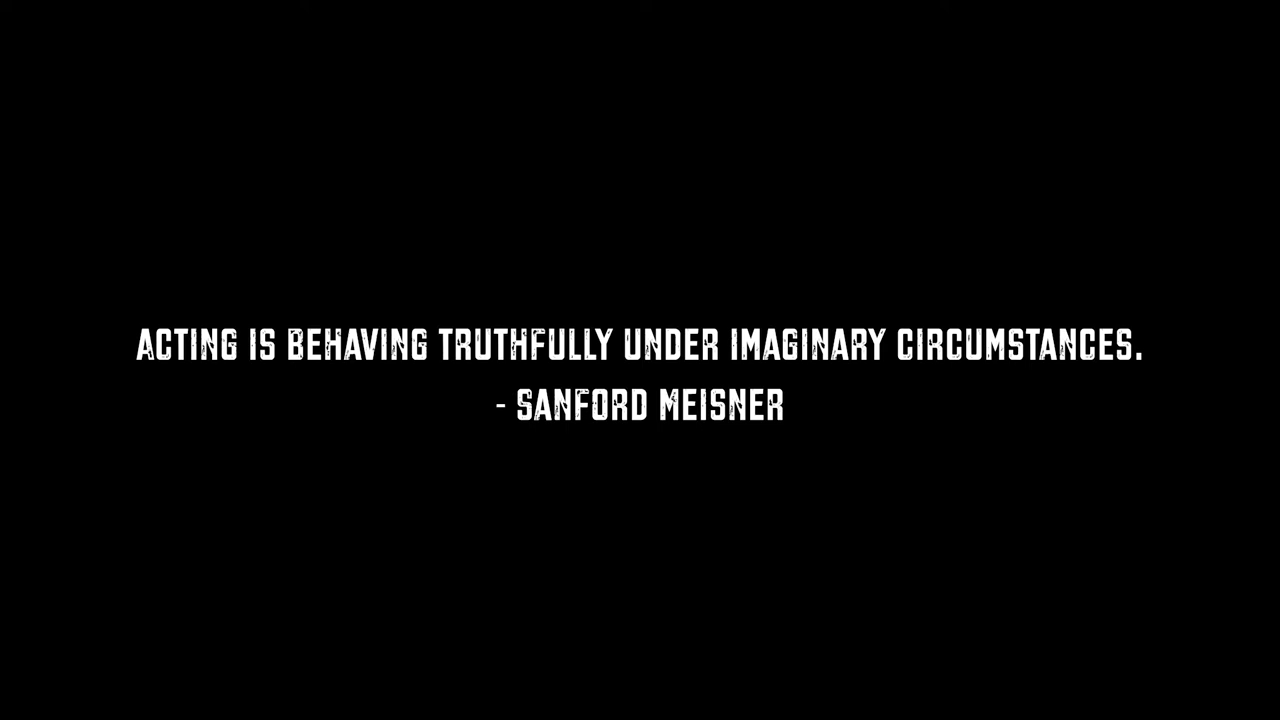 ACTING IS BEHAVING TRUTHFULLY UNDER IMAGINARY CIRCUMSTANCES.
- SANFORD MEISNER